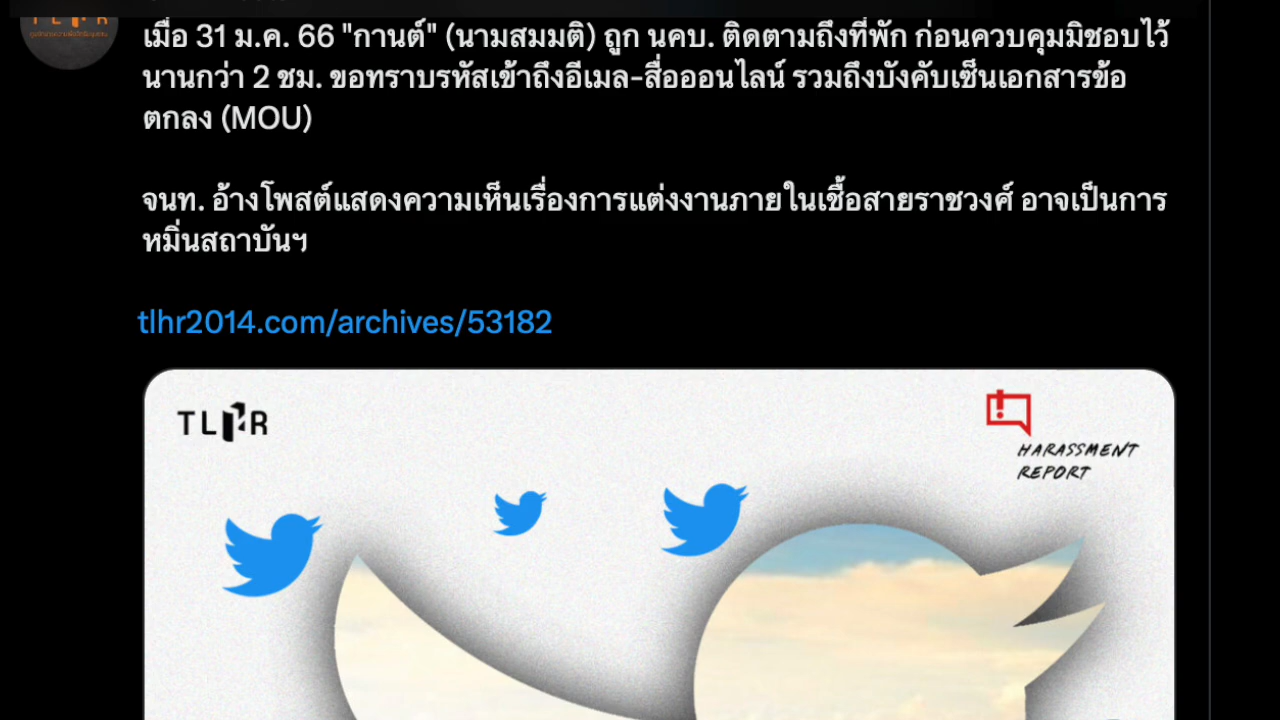 เมื่อ 31 ม.ค. 66 "กานต์" (นามสมมติ) ถูก นคบ. ติดตามถึงที่พัก ก่อนควบคุมมิชอบไว้
นานกว่า 2 ชม. ขอทราบรหัสเข้าถึงอีเมล-สื่อออนไลน์ รวมถึงบังคับเซ็นเอกสารข้อ
ตกลง (MOU)
จนท. อ้างโพสต์แสดงความเห็นเรื่องการแต่งงานภายในเชื้อสายราชวงศ์ อาจเป็นการ
หมิ่นสถาบันฯ
tlhr2014.com/archives/53182
TLHR
HARASSMENT
REPORT